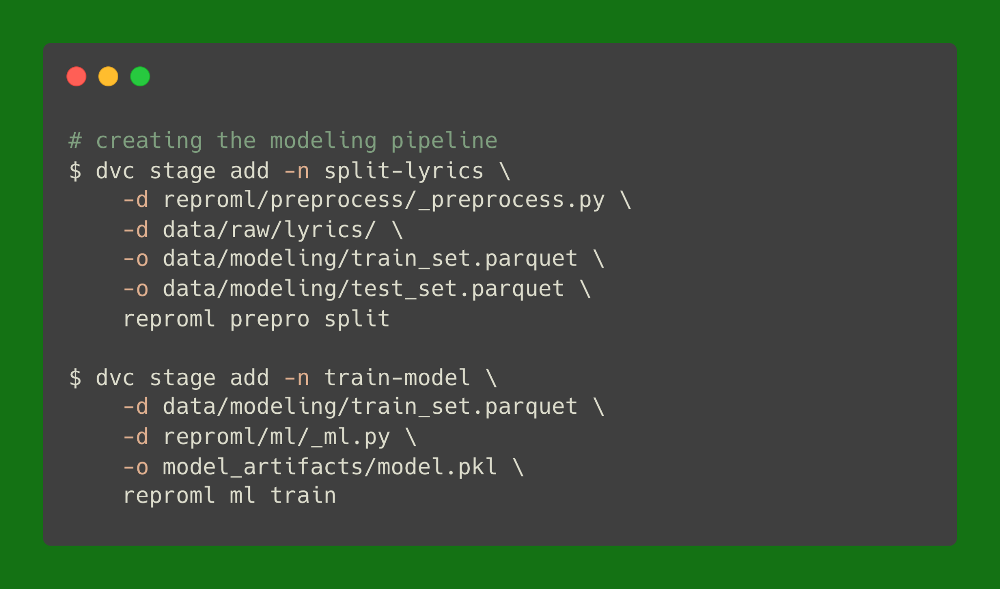 # creating the modeling pipeline
$ dvc stage add -n split-lyrics \
    -d reproml/preprocess/_preprocess.py \
    -d data/raw/lyrics/ \
    -o data/modeling/train_set.parquet \
    -o data/modeling/test_set.parquet \
    reproml prepro split

$ dvc stage add -n train-model \
    -d data/modeling/train_set.parquet \
    -d reproml/ml/_ml.py \
    -o model_artifacts/model.pkl \
    reproml ml train